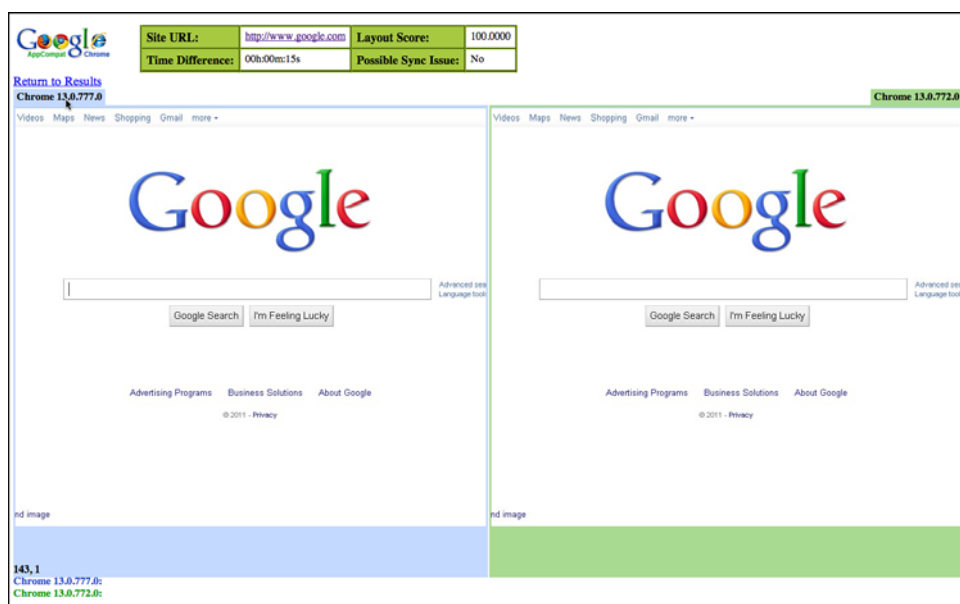 Google
AppCompat Chrome
Site URL: http://www.google.com Layout Score: 100.0000
Time Difference: 00h:00m:15s Possible Sync Issue: No
Return to Results
Chrome 13.0.777.0 Chrome 13.0.772.0
Videos Maps News Shopping Gmail more
Videos Maps News Shopping Gmail more
Google
Google
Advanced sea
Language tools
Advanced sea
Language tool
Google Search I'm Feeling Lucky
Google Search I'm Feeling Lucky
Advertising Programs Business Solutions About Google
Advertising Programs Business Solutions About Google
© 2011 - Privacy
© 2011 - Privacy
nd image
nd image
143, 1
Chrome 13.0.777.0:
Chrome 13.0.772.0: